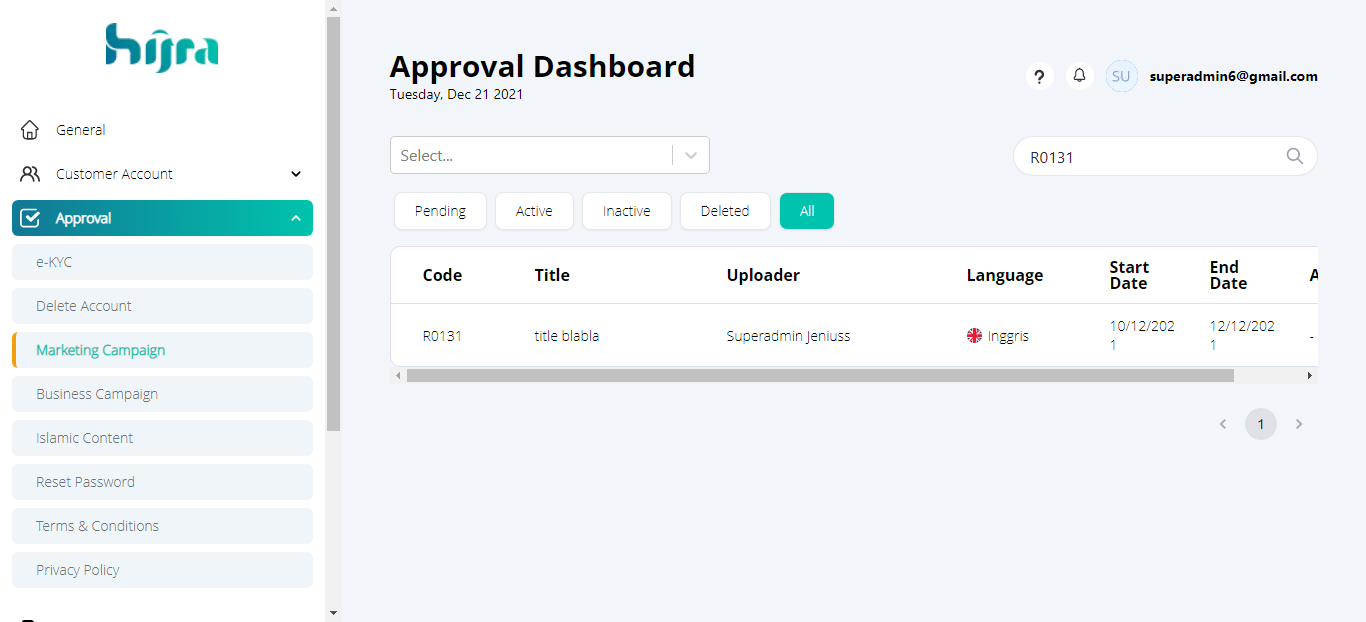 hijra
General
Customer Account
Approval
e-KYC
Delete Account
Marketing Campaign
Business Campaign
Islamic Content
Reset Password
Terms & Conditions
Privacy Policy
Approval Dashboard
Tuesday, Dec 21 2021
? SU superadmin6@gmail.com
Select...
R0131
Pending Active Inactive Deleted All
Code Title Uploader Language Start Date End Date A
R0131 title blabla Superadmin Jeniuss Inggris 10/12/2021 12/12/2021 -
1